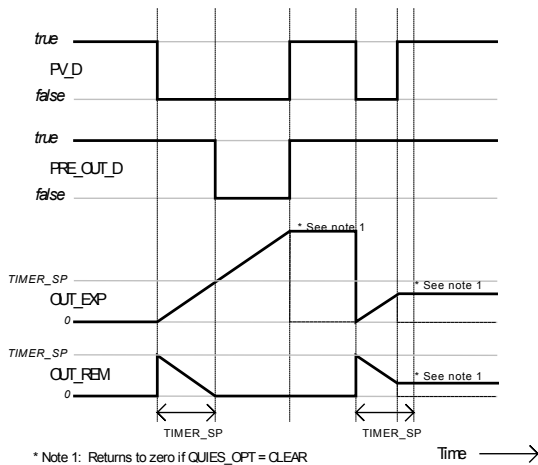 true
PV_D
false
true
PRE_OUT_D
false
* See note 1
TIMER_SP
OUT_EXP
* See note 1
0
TIMER_SP
OUT_REM
* See note 1
0
TIMER_SP
TIMER_SP
* Note 1: Returns to zero if QUIES_OPT = CLEAR
Time